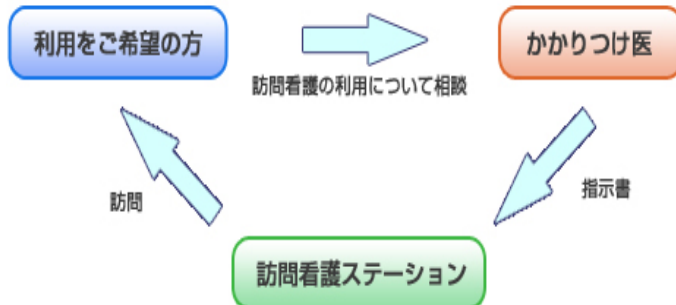 利用をご希望の方
かかりつけ医
訪問看護の利用について相談
訪問
指示書
訪問看護ステーション